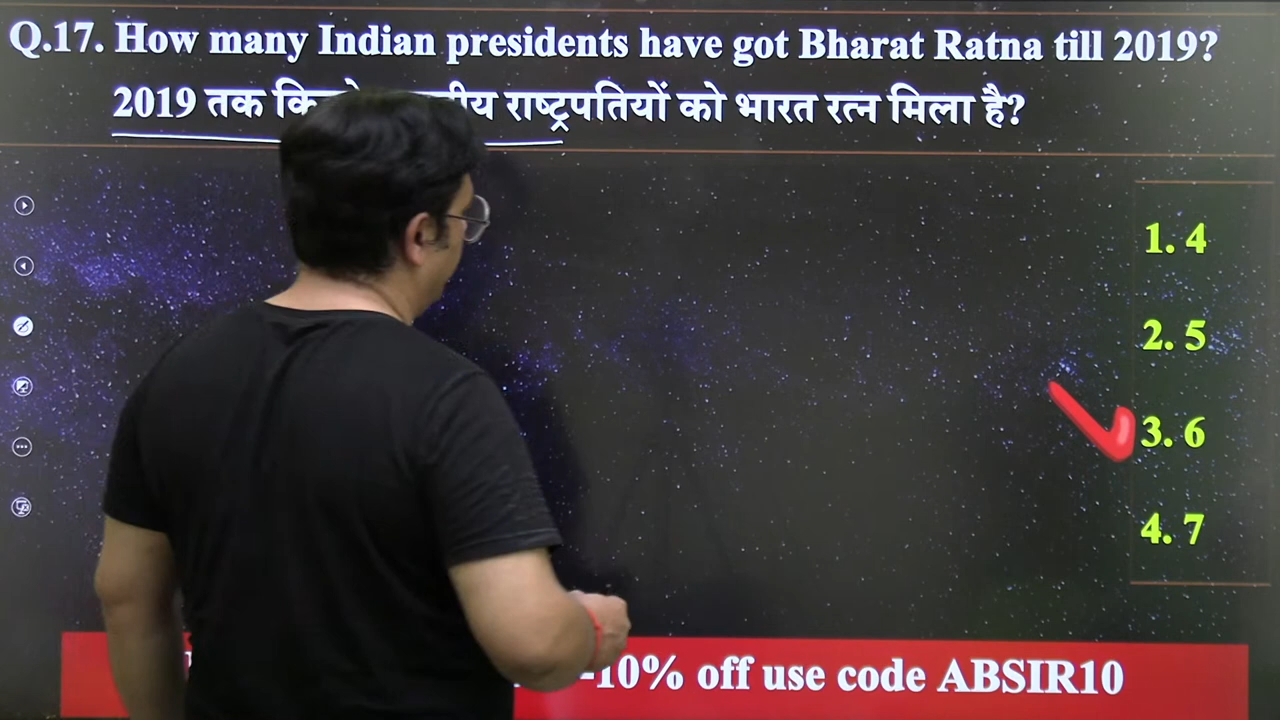 Q.17. How many Indian presidents have got Bharat Ratna till 2019?
2019 तक राष्ट्रपतियों को भारत रत्न मिला है?
1. 4
2. 5
3. 6
4. 7
-10% off use code ABSIR10